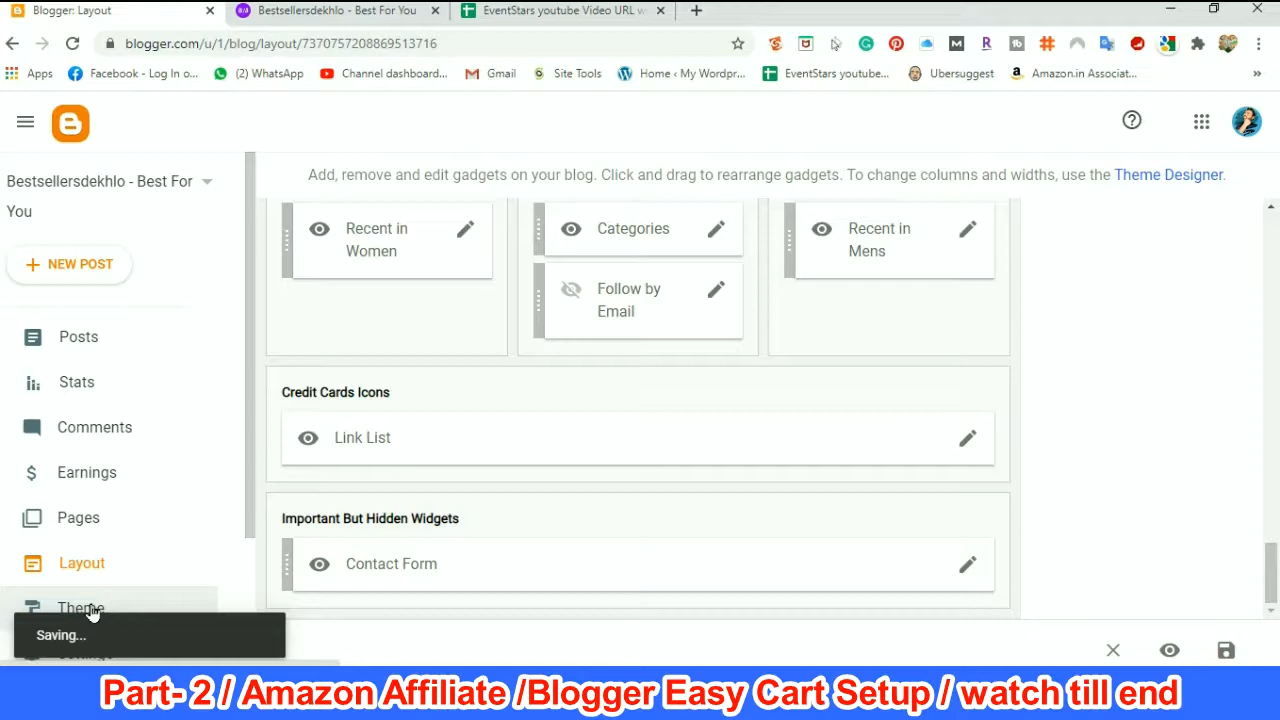 Blogger: Layout
Bestsellersdekhlo - Best For You
EventStars youtube Video URL w
blogger.com/u/1/blog/layout/7370757208869513716
Apps
Facebook - Log In o...
(2) WhatsApp
Channel dashboard...
Gmail
Site Tools
Home ‹ My Wordpr...
EventStars youtube...
Ubersuggest
Amazon.in Associat...
Bestsellersdekhlo - Best For
You
Add, remove and edit gadgets on your blog. Click and drag to rearrange gadgets. To change columns and widths, use the Theme Designer.
NEW POST
Posts
Stats
Comments
Earnings
Pages
Layout
Theme
Saving...
Recent in
Women
Categories
Follow by
Email
Recent in
Mens
Credit Cards Icons
Link List
Important But Hidden Widgets
Contact Form
Part- 2 / Amazon Affiliate /Blogger Easy Cart Setup / watch till end